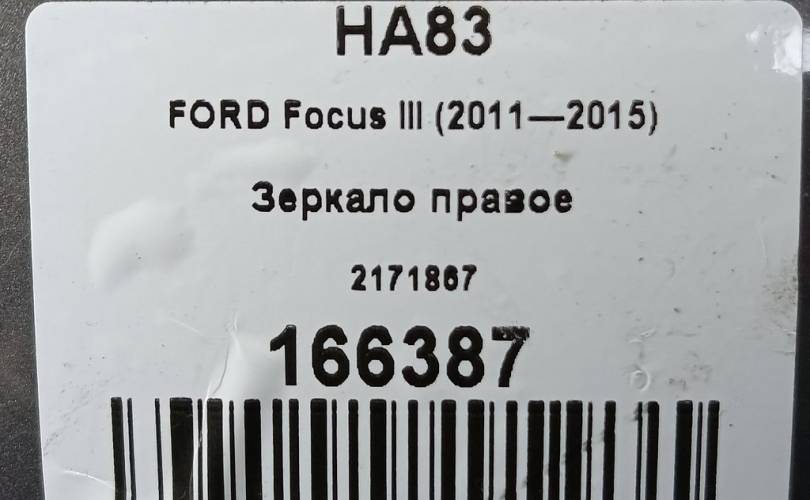 HA83
FORD Focus III (2011—2015)
Зеркало правое
2171867
166387